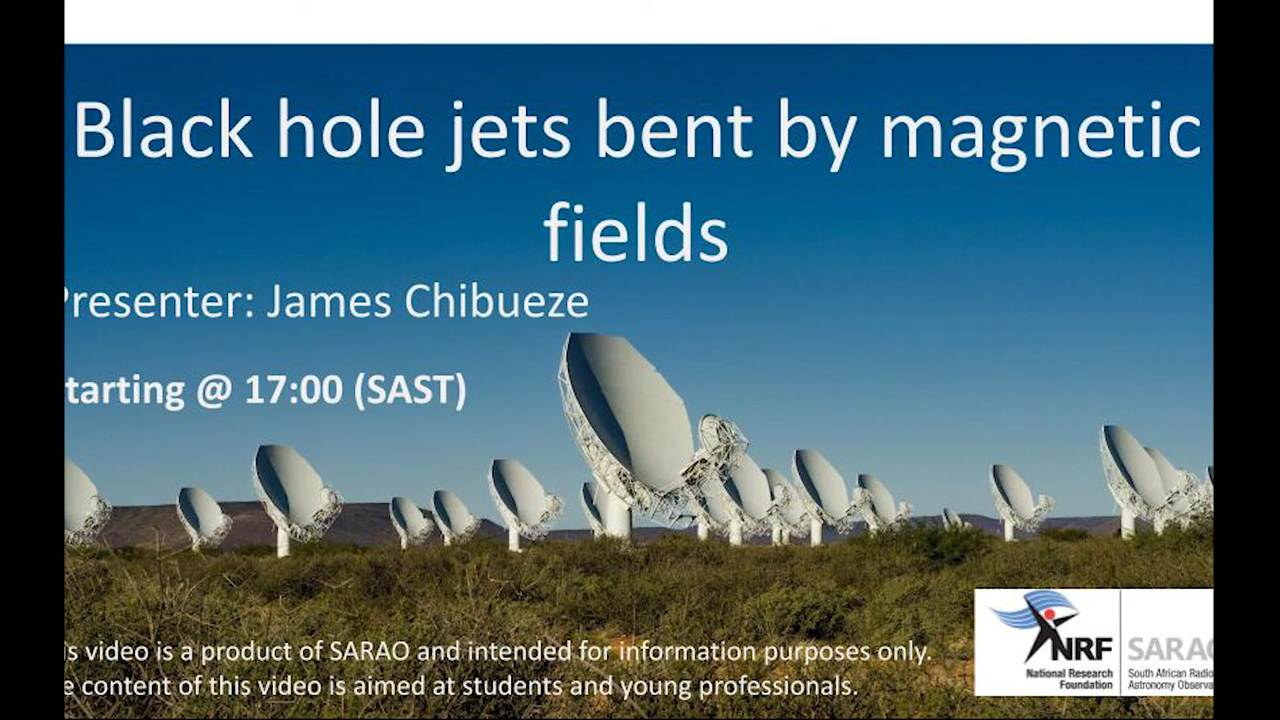 Black hole jets bent by magnetic
fields
Presenter: James Chibueze
tarting @ 17:00 (SAST)
s video is a product of SARAO and intended for information purposes only.
e content of this video is aimed at students and young professionals.
NRF
National Research
Foundation
SARAO
South African Radio
Astronomy Observa